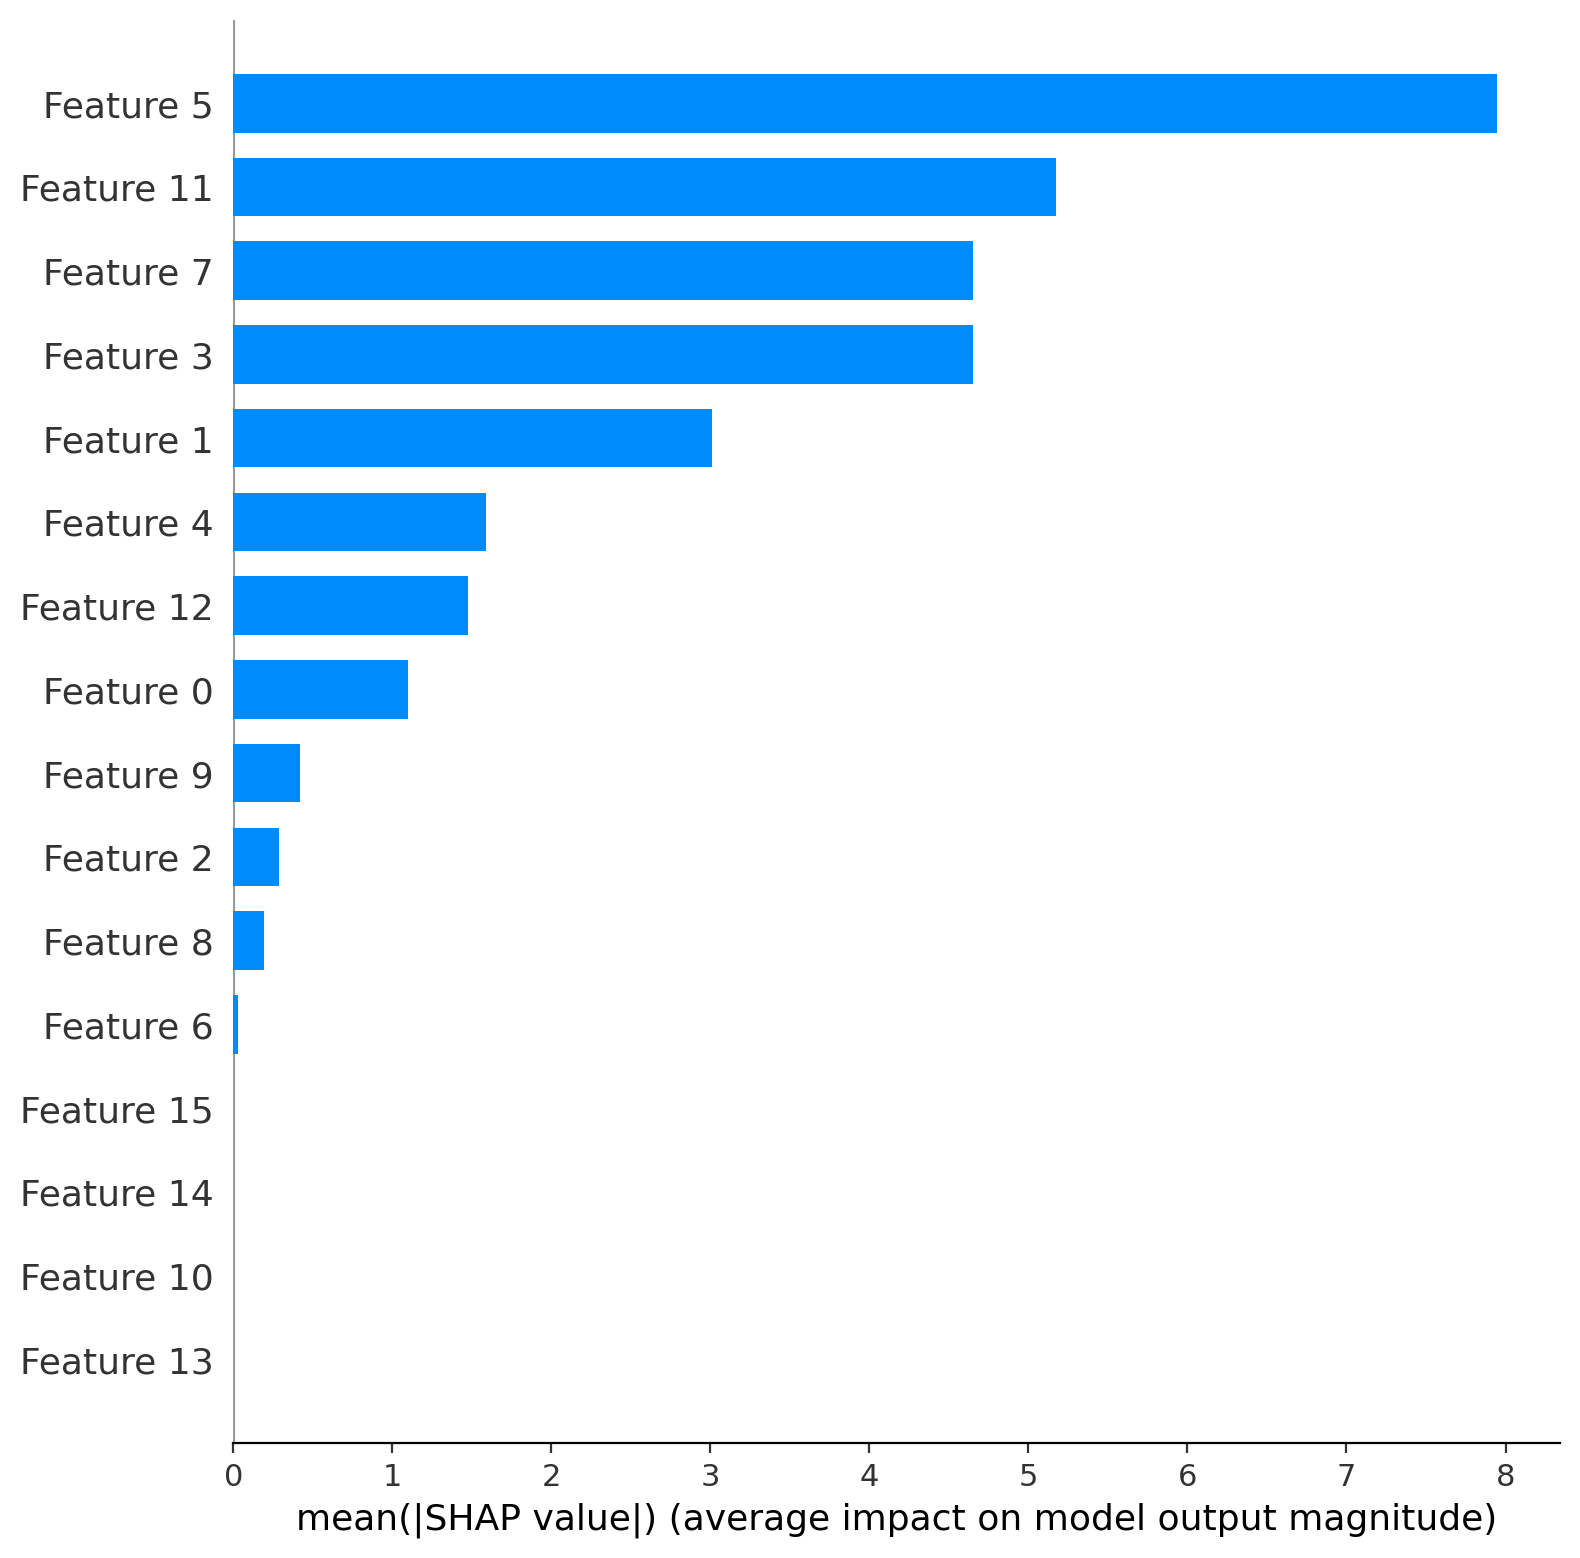 Feature 5
Feature 11
Feature 7
Feature 3
Feature 1
Feature 4
Feature 12
Feature 0
Feature 9
Feature 2
Feature 8
Feature 6
Feature 15
Feature 14
Feature 10
Feature 13
0 1 2 3 4 5 6 7 8
mean(|SHAP value|) (average impact on model output magnitude)